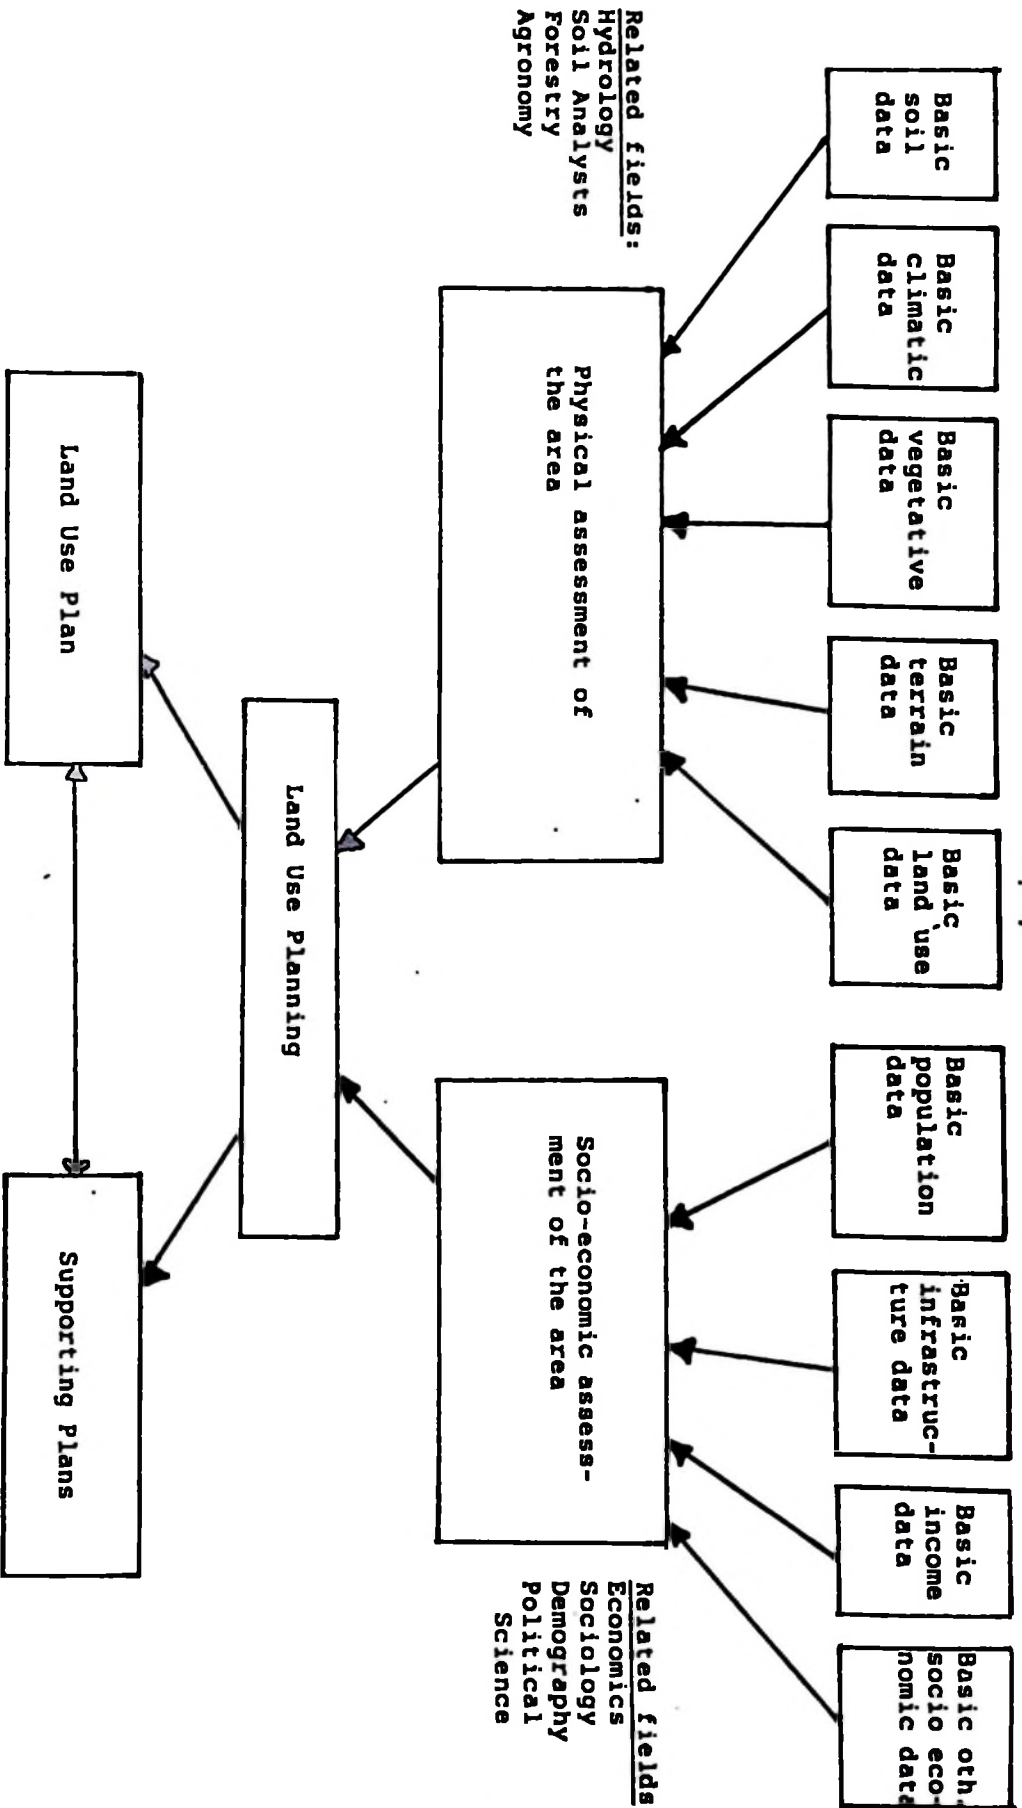 Basic
soil
data
Basic
climatic
data
Basic
vegetative
data
Basic
terrain
data
Basic
land use
data
Basic
population
data
Basic
infrastruc-
ture data
Basic
income
data
Basic oth.
socio eco-
nomic data
Related fields:
Hydrology
Soil Analysts
Forestry
Agronomy
Physical assessment of
the area
Socio-economic assess-
ment of the area
Related fields
Economics
Sociology
Demography
Political
Science
Land Use Planning
Land Use Plan
Supporting Plans